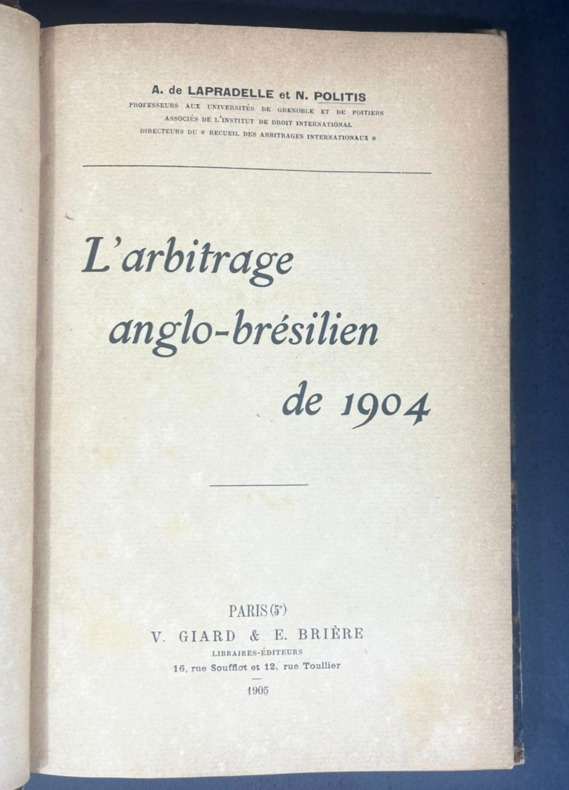 A. de LAPRADELLE et N. POLITIS
PROFESSEURS AUX UNIVERSITÉS DE GRENOBLE ET DE POITIERS
ASSOCIÉS DE L'INSTITUT DE DROIT INTERNATIONAL
DIRECTEURS DU « RECUEIL DES ARBITRAGES INTERNATIONAUX »
L'arbitrage
anglo-brésilien
de 1904
PARIS (5e)
V. GIARD & E. BRIÈRE
LIBRAIRES-ÉDITEURS
16, rue Soufflot et 12, rue Toullier
1905